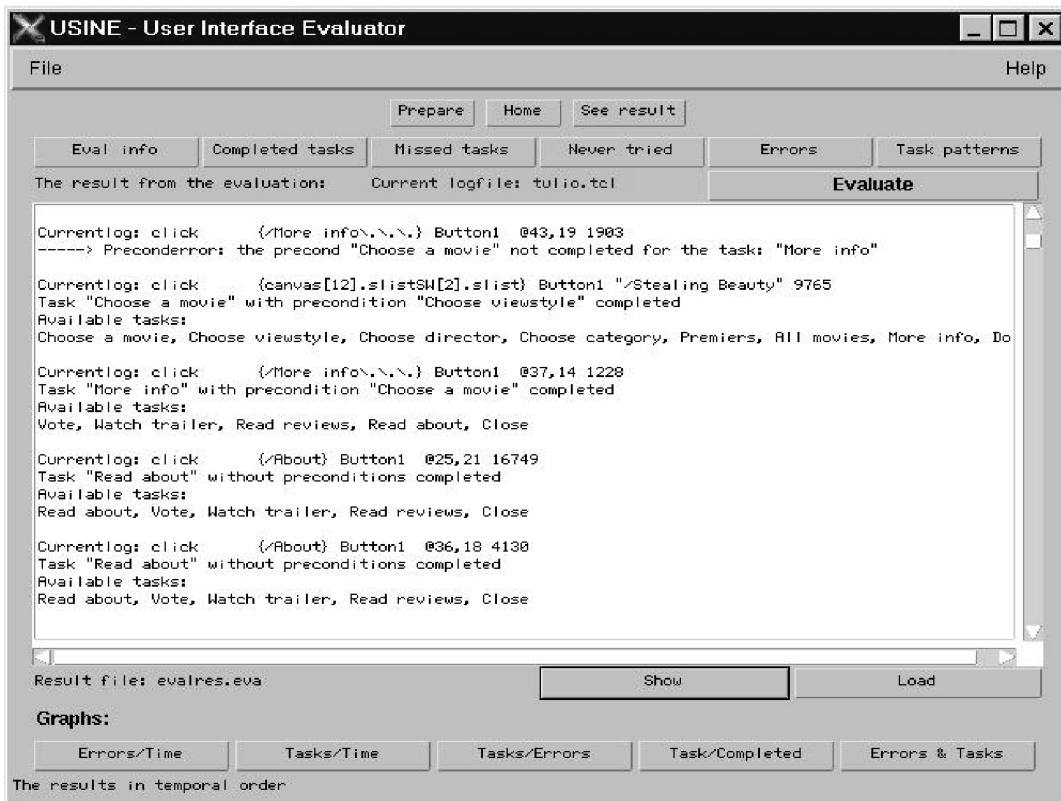 USINE - User Interface Evaluator
File Help
Prepare Home See result
Eval info Completed tasks Missed tasks Never tried Errors Task patterns
The result from the evaluation: Current logfile: tulio.tcl Evaluate
Currentlog: click {/More info\.\.\.} Button1 @43,19 1903
-----> Preconderror: the precond "Choose a movie" not completed for the task: "More info"
Currentlog: click {canvas[12].slistSW[2].slist} Button1 "/Stealing Beauty" 9765
Task "Choose a movie" with precondition "Choose viewstyle" completed
Available tasks:
Choose a movie, Choose viewstyle, Choose director, Choose category, Premiers, All movies, More info, Do
Currentlog: click {/More info\.\.\.} Button1 @37,14 1228
Task "More info" with precondition "Choose a movie" completed
Available tasks:
Vote, Watch trailer, Read reviews, Read about, Close
Currentlog: click {/About} Button1 @25,21 16749
Task "Read about" without preconditions completed
Available tasks:
Read about, Vote, Watch trailer, Read reviews, Close
Currentlog: click {/About} Button1 @36,18 4130
Task "Read about" without preconditions completed
Available tasks:
Read about, Vote, Watch trailer, Read reviews, Close
Result file: evalres.eva Show Load
Graphs:
Errors/Time Tasks/Time Tasks/Errors Task/Completed Errors & Tasks
The results in temporal order